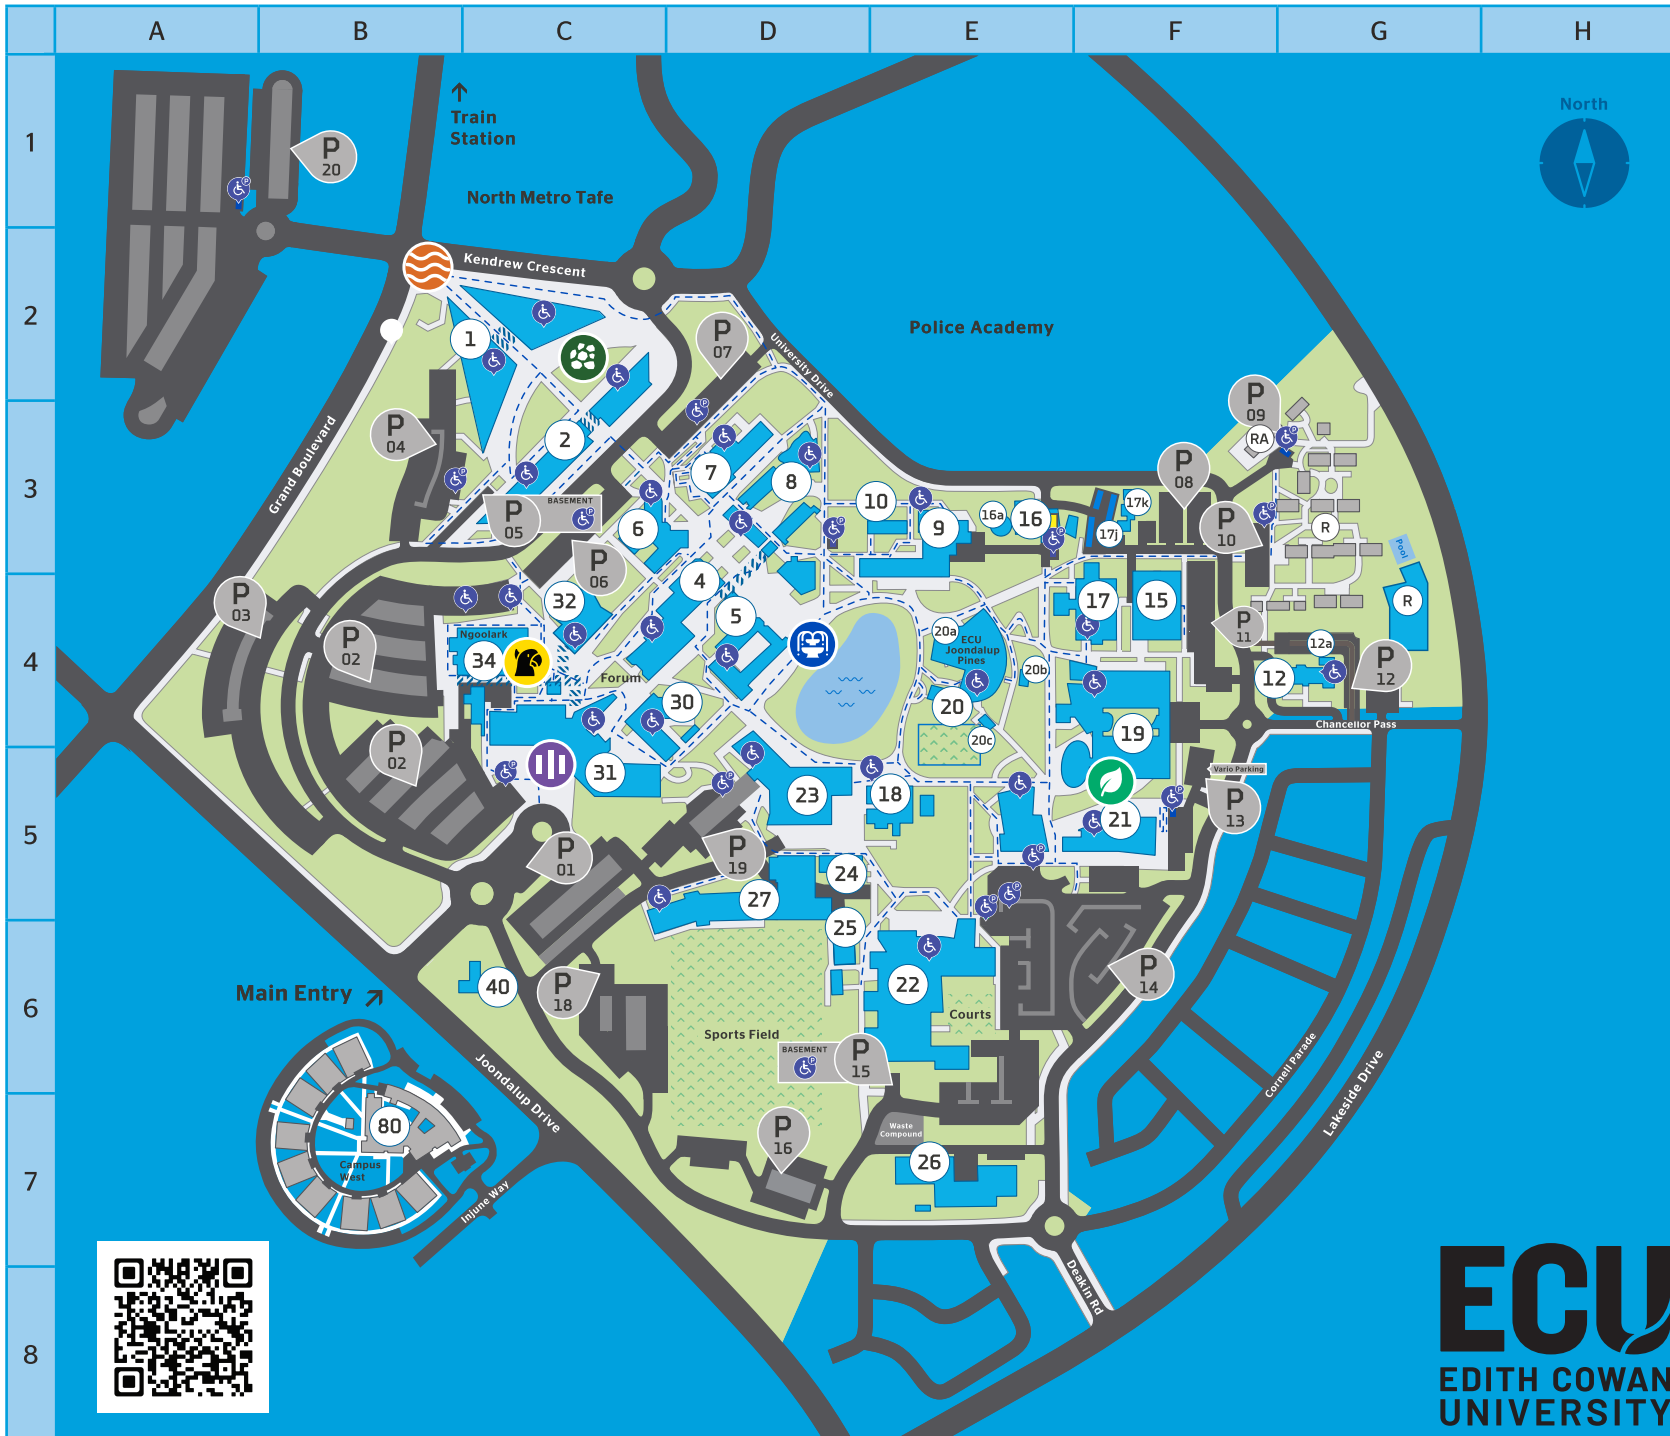 A B C D E F G H
1
2
3
4
5
6
7
8
North
↑
Train
Station
North Metro Tafe
P
20
P
Kendrew Crescent
University Drive
Police Academy
Grand Boulevard
1
2
P
07
P
04
P
P
05
BASEMENT
P
P
06
6
7
8
P
P
10
9
16a
16
P
17k
17j
P
08
P
09
RA
P
P
10
P
R
Pool
R
P
03
P
02
P
02
32
4
5
Ngoolark
34
Forum
30
31
P
20a
ECU
Joondalup
Pines
20b
20
20c
17
15
P
11
12a
12
P
12
Chancellor Pass
19
Vario Parking
P
13
P
21
18
23
P
P
19
P
01
24
27
25
P
P
P
22
Courts
P
14
Main Entry ↗
40
P
18
Sports Field
BASEMENT
P
P
15
Joondalup Drive
Cornell Parade
Lakeside Drive
80
Campus
West
Injune Way
P
16
Waste
Compound
26
Deakin Rd
ECU
EDITH COWAN
UNIVERSITY